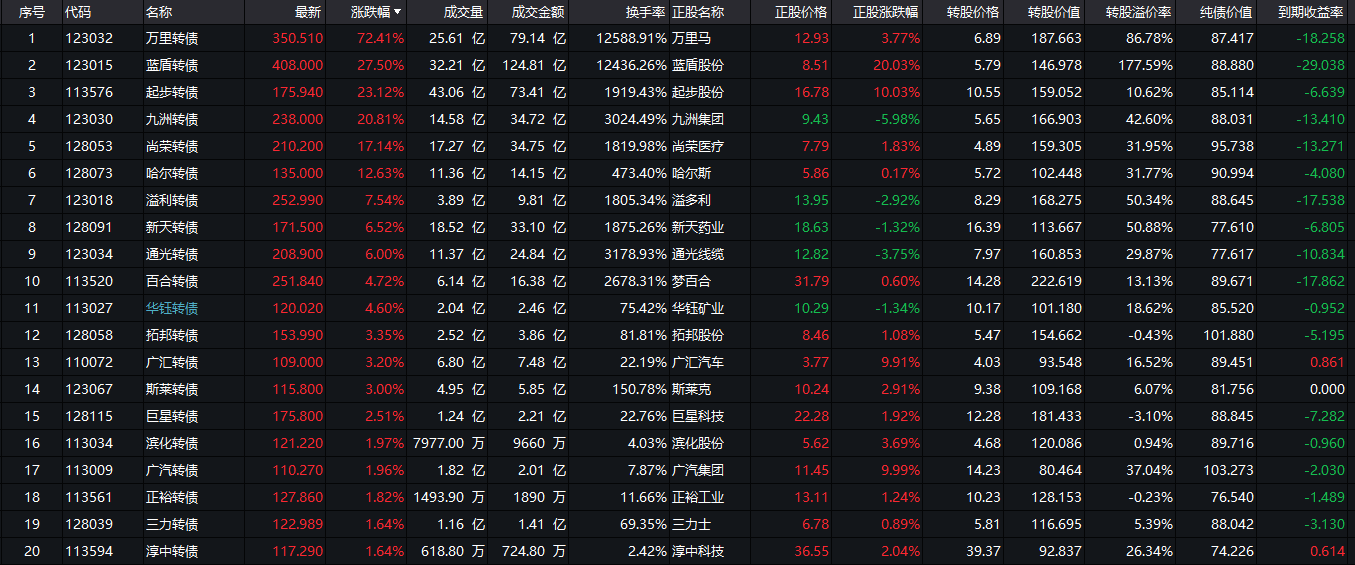 序号 代码 名称 最新 涨跌幅 成交量 成交金额 换手率 正股名称 正股价格 正股涨跌幅 转股价格 转股价值 转股溢价率 纯债价值 到期收益率
1 123032 万里转债 350.510 72.41% 25.61 亿 79.14 亿 12588.91% 万里马 12.93 3.77% 6.89 187.663 86.78% 87.417 -18.258
2 123015 蓝盾转债 408.000 27.50% 32.21 亿 124.81 亿 12436.26% 蓝盾股份 8.51 20.03% 5.79 146.978 177.59% 88.880 -29.038
3 113576 起步转债 175.940 23.12% 43.06 亿 73.41 亿 1919.43% 起步股份 16.78 10.03% 10.55 159.052 10.62% 85.114 -6.639
4 123030 九洲转债 238.000 20.81% 14.58 亿 34.72 亿 3024.49% 九洲集团 9.43 -5.98% 5.65 166.903 42.60% 88.031 -13.410
5 128053 尚荣转债 210.200 17.14% 17.27 亿 34.75 亿 1819.98% 尚荣医疗 7.79 1.83% 4.89 159.305 31.95% 95.738 -13.271
6 128073 哈尔转债 135.000 12.63% 11.36 亿 14.15 亿 473.40% 哈尔斯 5.86 0.17% 5.72 102.448 31.77% 90.994 -4.080
7 123018 溢利转债 252.990 7.54% 3.89 亿 9.81 亿 1805.34% 溢多利 13.95 -2.92% 8.29 168.275 50.34% 88.645 -17.538
8 128091 新天转债 171.500 6.52% 18.52 亿 33.10 亿 1875.26% 新天药业 18.63 -1.32% 16.39 113.667 50.88% 77.610 -6.805
9 123034 通光转债 208.900 6.00% 11.37 亿 24.84 亿 3178.93% 通光线缆 12.82 -3.75% 7.97 160.853 29.87% 77.617 -10.834
10 113520 百合转债 251.840 4.72% 6.14 亿 16.38 亿 2678.31% 梦百合 31.79 0.60% 14.28 222.619 13.13% 89.671 -17.862
11 113027 华钰转债 120.020 4.60% 2.04 亿 2.46 亿 75.42% 华钰矿业 10.29 -1.34% 10.17 101.180 18.62% 85.520 -0.952
12 128058 拓邦转债 153.990 3.35% 2.52 亿 3.86 亿 81.81% 拓邦股份 8.46 1.08% 5.47 154.662 -0.43% 101.880 -5.195
13 110072 广汇转债 109.000 3.20% 6.80 亿 7.48 亿 22.19% 广汇汽车 3.77 9.91% 4.03 93.548 16.52% 89.451 0.861
14 123067 斯莱转债 115.800 3.00% 4.95 亿 5.85 亿 150.78% 斯莱克 10.24 2.91% 9.38 109.168 6.07% 81.756 0.000
15 128115 巨星转债 175.800 2.51% 1.24 亿 2.21 亿 22.76% 巨星科技 22.28 1.92% 12.28 181.433 -3.10% 88.845 -7.282
16 113034 滨化转债 121.220 1.97% 7977.00 万 9660 万 4.03% 滨化股份 5.62 3.69% 4.68 120.086 0.94% 89.716 -0.960
17 113009 广汽转债 110.270 1.96% 1.82 亿 2.01 亿 7.87% 广汽集团 11.45 9.99% 14.23 80.464 37.04% 103.273 -2.030
18 113561 正裕转债 127.860 1.82% 1493.90 万 1890 万 11.66% 正裕工业 13.11 1.24% 10.23 128.153 -0.23% 76.540 -1.489
19 128039 三力转债 122.989 1.64% 1.16 亿 1.41 亿 69.35% 三力士 6.78 0.89% 5.81 116.695 5.39% 88.042 -3.130
20 113594 淳中转债 117.290 1.64% 618.80 万 724.80 万 2.42% 淳中科技 36.55 2.04% 39.37 92.837 26.34% 74.226 0.614